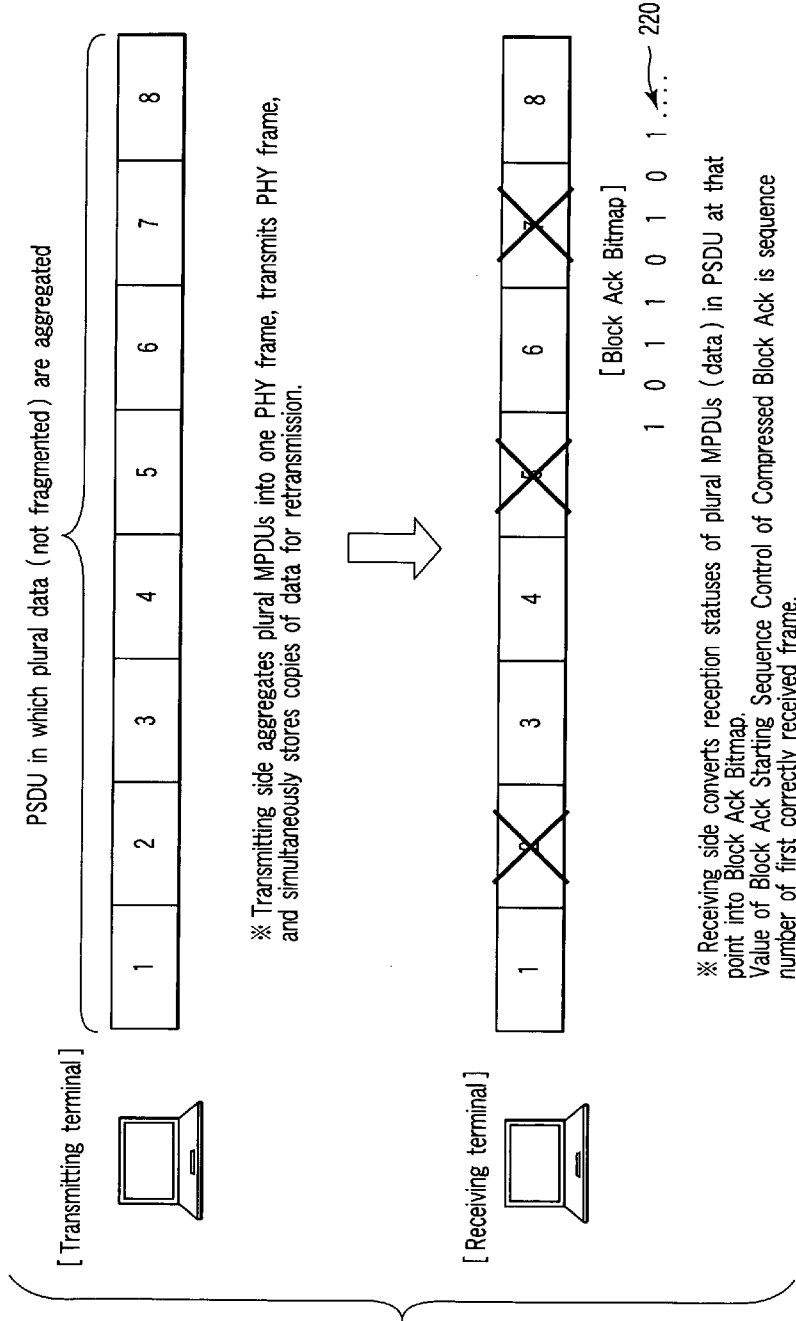 PSDU in which plural data (not fragmented) are aggregated
[Transmitting terminal]
1 2 3 4 5 6 7 8
※ Transmitting side aggregates plural MPDUs into one PHY frame, transmits PHY frame,
and simultaneously stores copies of data for retransmission.
[Receiving terminal]
1 2 3 4 5 6 7 8
[Block Ack Bitmap]
1 0 1 1 1 0 1 0 1 ..... 220
※ Receiving side converts reception statuses of plural MPDUs (data) in PSDU at that
point into Block Ack Bitmap.
Value of Block Ack Starting Sequence Control of Compressed Block Ack is sequence
number of first correctly received frame.